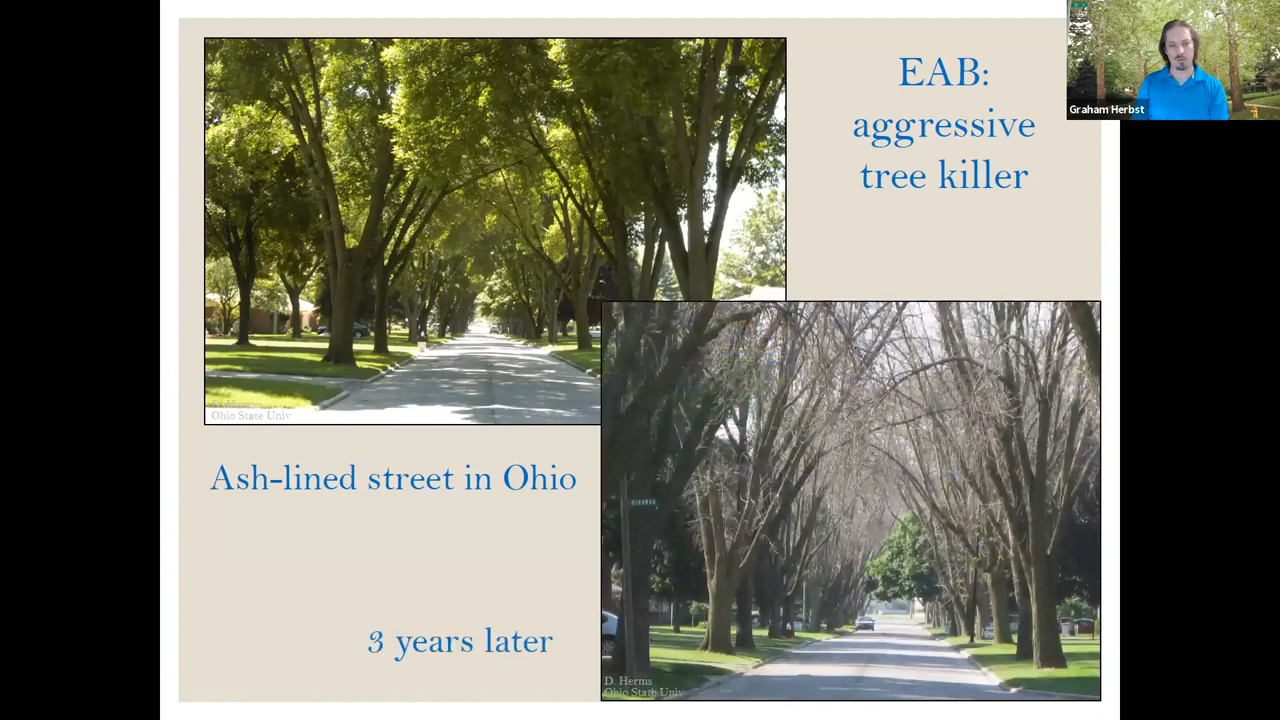 EAB:
aggressive
tree killer
Graham Herbst
D. Herms
Ohio State Univ
Ash-lined street in Ohio
3 years later
D. Herms
Ohio State Univ